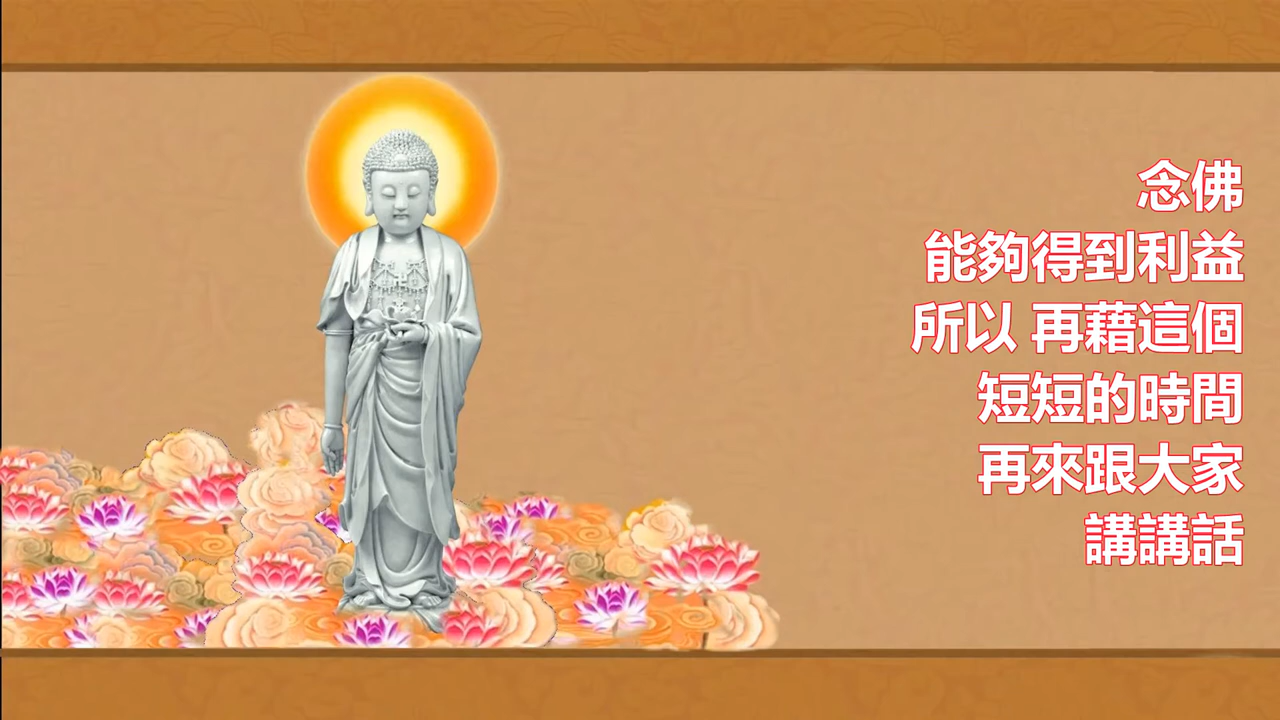 念佛
能夠得到利益
所以 再藉這個
短短的時間
再來跟大家
講講話